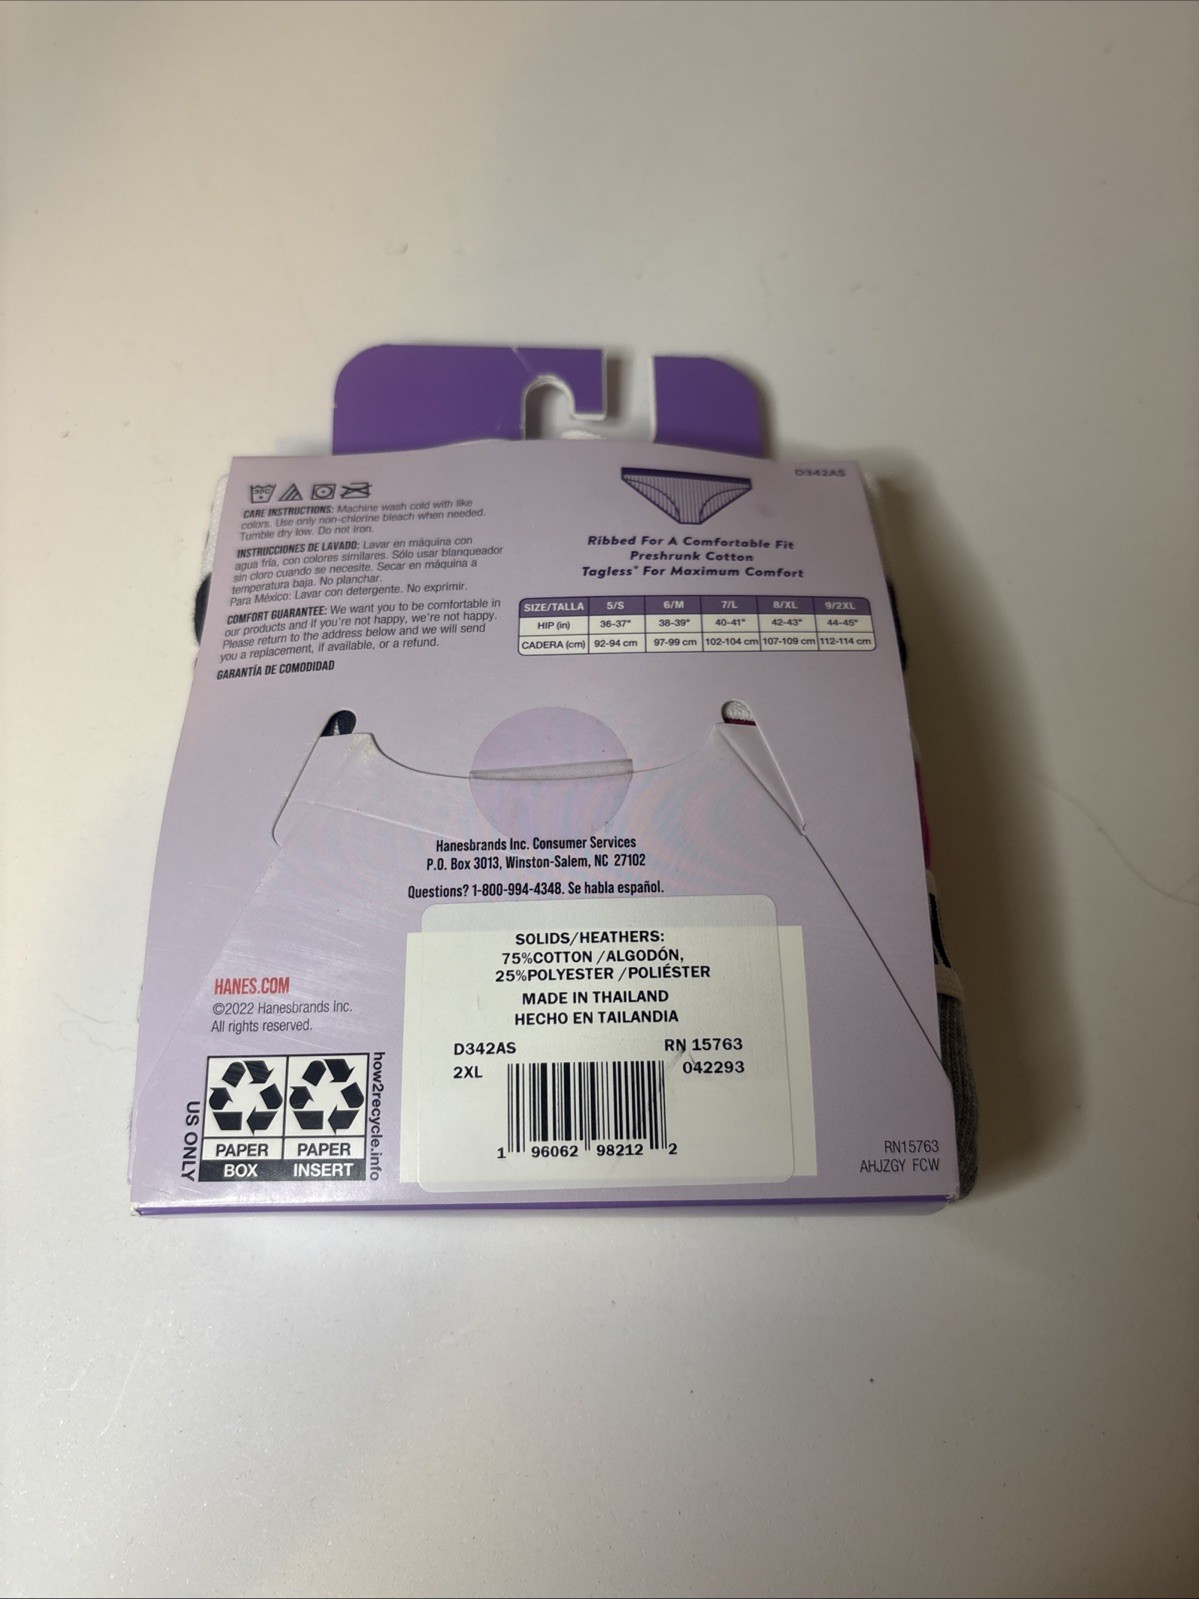 D342AS
30C
CARE INSTRUCTIONS: Machine wash cold with like
colors. Use only non-chlorine bleach when needed.
Tumble dry low. Do not iron.
INSTRUCCIONES DE LAVADO: Lavar en máquina con
agua fría, con colores similares. Sólo usar blanqueador
sin cloro cuando se necesite. Secar en máquina a
temperatura baja. No planchar.
Para México: Lavar con detergente. No exprimir.
COMFORT GUARANTEE: We want you to be comfortable in
our products and if you're not happy, we're not happy.
Please return to the address below and we will send
you a replacement, if available, or a refund.
GARANTÍA DE COMODIDAD
Ribbed For A Comfortable Fit
Preshrunk Cotton
Tagless® For Maximum Comfort
SIZE/TALLA 5/S 6/M 7/L 8/XL 9/2XL
HIP (in) 36-37" 38-39" 40-41" 42-43" 44-45"
CADERA (cm) 92-94 cm 97-99 cm 102-104 cm 107-109 cm 112-114 cm
Hanesbrands Inc. Consumer Services
P.O. Box 3013, Winston-Salem, NC 27102
Questions? 1-800-994-4348. Se habla español.
SOLIDS/HEATHERS:
75%COTTON /ALGODÓN,
25%POLYESTER /POLIÉSTER
MADE IN THAILAND
HECHO EN TAILANDIA
D342AS RN 15763
2XL 042293
1 96062 98212 2
HANES.COM
©2022 Hanesbrands Inc.
All rights reserved.
US ONLY
PAPER PAPER
BOX INSERT
how2recycle.info
RN15763
AHJZGY FCW